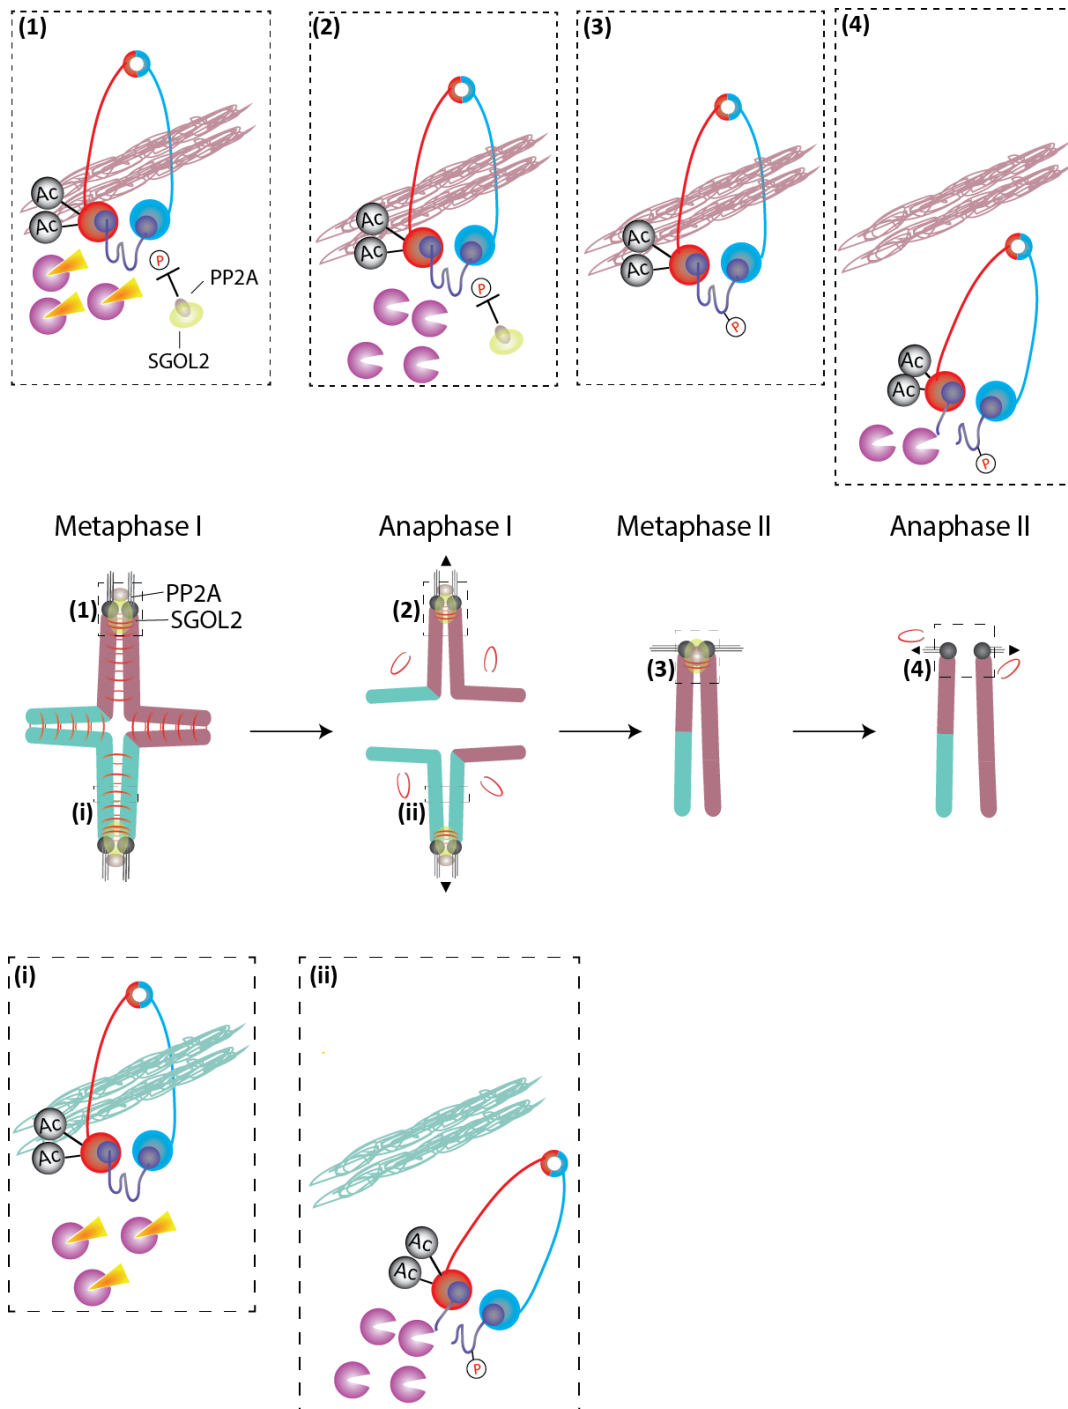 (1)
(2)
(3)
(4)
Ac
Ac
P
PP2A
SGOL2
Ac
Ac
P
Ac
Ac
P
Ac
Ac
P
Metaphase I
Anaphase I
Metaphase II
Anaphase II
PP2A
(1)
SGOL2
(2)
(3)
(4)
(i)
(ii)
(i)
Ac
Ac
(ii)
Ac
Ac
P